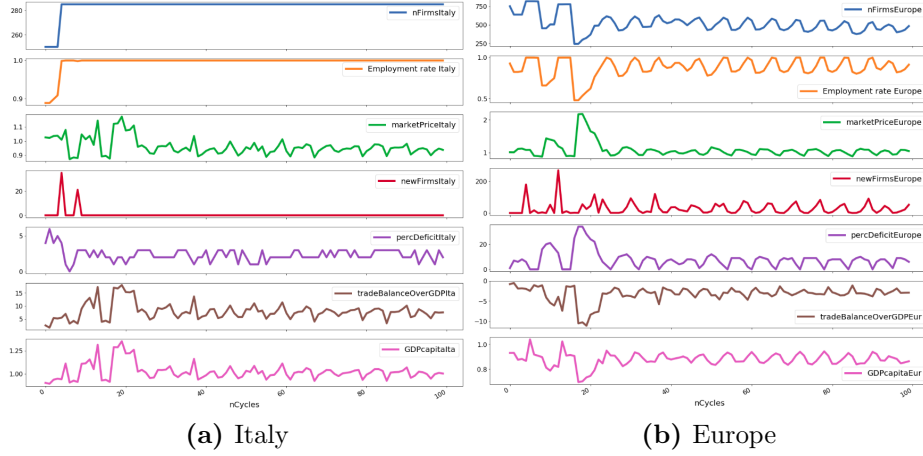 nFirmsItaly
280
260
Employment rate Italy
1.0
0.9
marketPriceItaly
1.1
1.0
0.9
newFirmsItaly
20
0
percDeficitItaly
5
0
tradeBalanceOverGDPIta
15
10
5
GDPcapitaIta
1.25
1.00
0 20 40 60 80 100
nCycles
(a) Italy
nFirmsEurope
750
500
250
Employment rate Europe
1.0
0.5
marketPriceEurope
2
1
newFirmsEurope
200
0
percDeficitEurope
20
0
tradeBalanceOverGDPEur
0
−5
−10
GDPcapitaEur
1.0
0.8
0 20 40 60 80 100
nCycles
(b) Europe